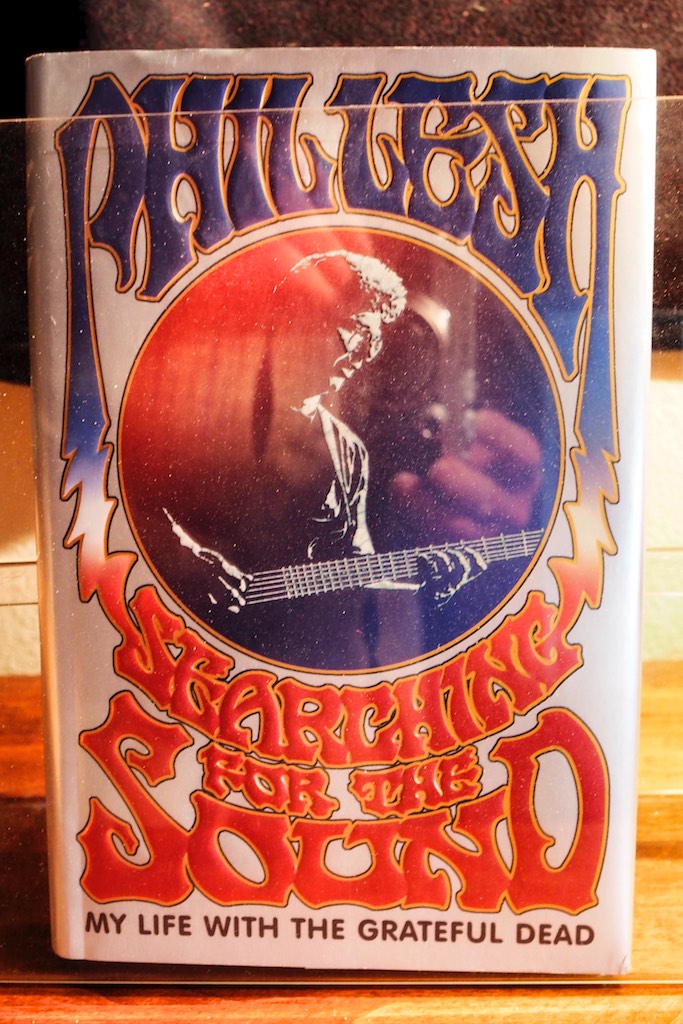 PHIL LESH
SEARCHING
FOR THE
SOUND
MY LIFE WITH THE GRATEFUL DEAD